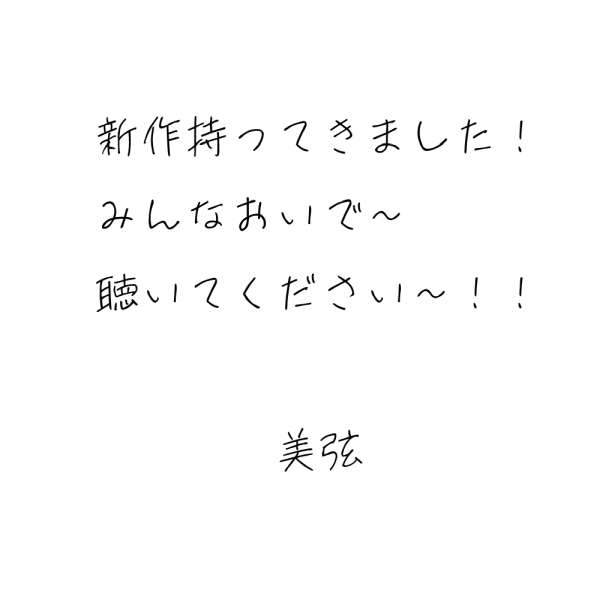 新作持ってきました！
みんなおいで～
聴いてください～！！
美弦